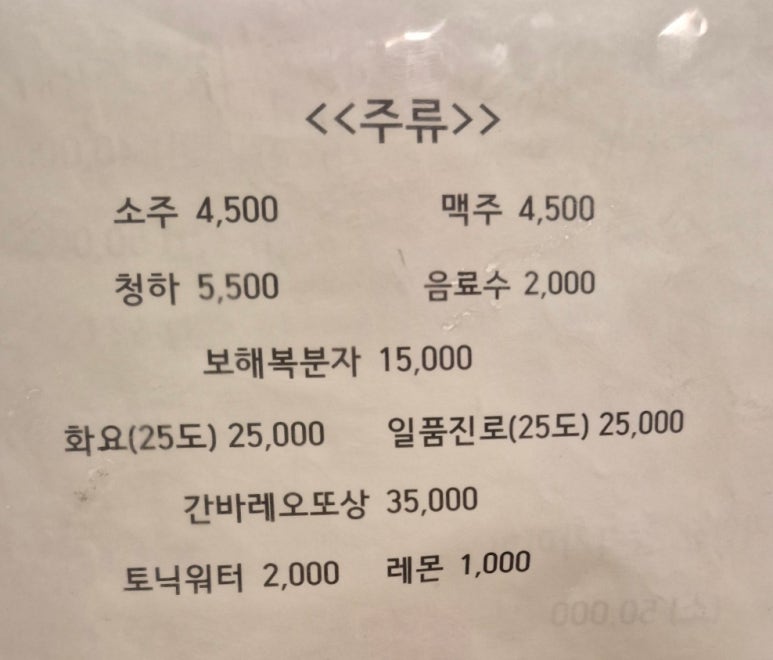 <<주류>>
소주 4,500 맥주 4,500
청하 5,500 음료수 2,000
보해복분자 15,000
화요(25도) 25,000 일품진로(25도) 25,000
간바레오또상 35,000
토닉워터 2,000 레몬 1,000